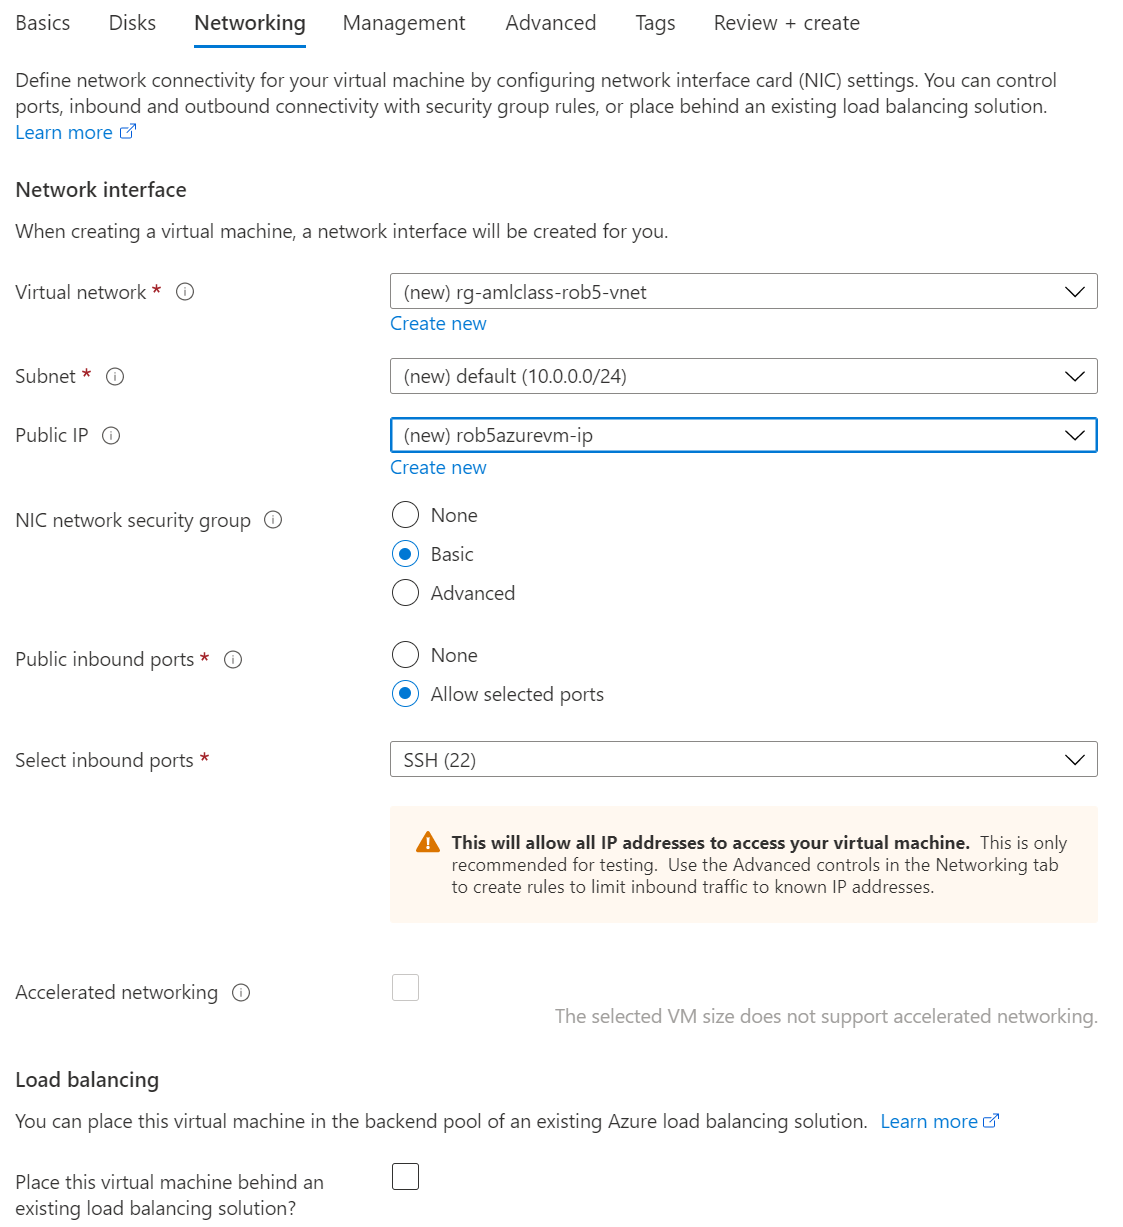 Basics Disks Networking Management Advanced Tags Review + create
Define network connectivity for your virtual machine by configuring network interface card (NIC) settings. You can control
ports, inbound and outbound connectivity with security group rules, or place behind an existing load balancing solution.
Learn more
Network interface
When creating a virtual machine, a network interface will be created for you.
Virtual network *
(new) rg-amlclass-rob5-vnet
Create new
Subnet *
(new) default (10.0.0.0/24)
Public IP
(new) rob5azurevm-ip
Create new
NIC network security group
None
Basic
Advanced
Public inbound ports *
None
Allow selected ports
Select inbound ports *
SSH (22)
This will allow all IP addresses to access your virtual machine. This is only
recommended for testing. Use the Advanced controls in the Networking tab
to create rules to limit inbound traffic to known IP addresses.
Accelerated networking
The selected VM size does not support accelerated networking.
Load balancing
You can place this virtual machine in the backend pool of an existing Azure load balancing solution. Learn more
Place this virtual machine behind an
existing load balancing solution?